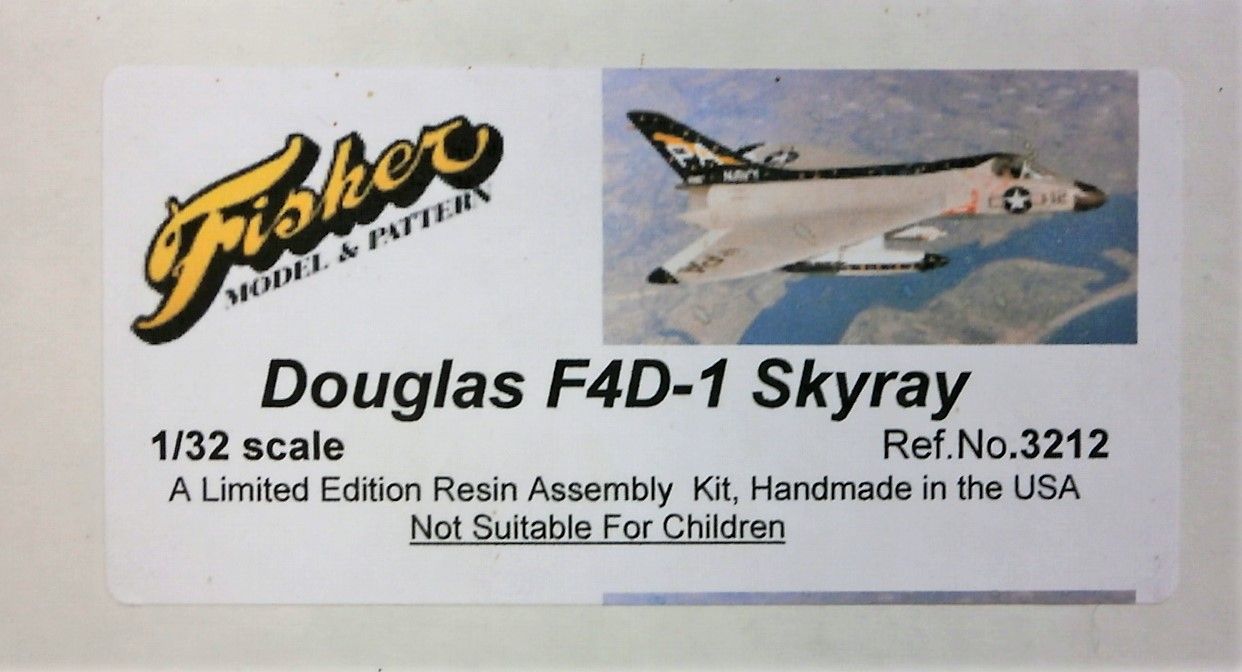 Fisher
MODEL & PATTERN
NAVY
Douglas F4D-1 Skyray
1/32 scale
Ref.No.3212
A Limited Edition Resin Assembly Kit, Handmade in the USA
Not Suitable For Children